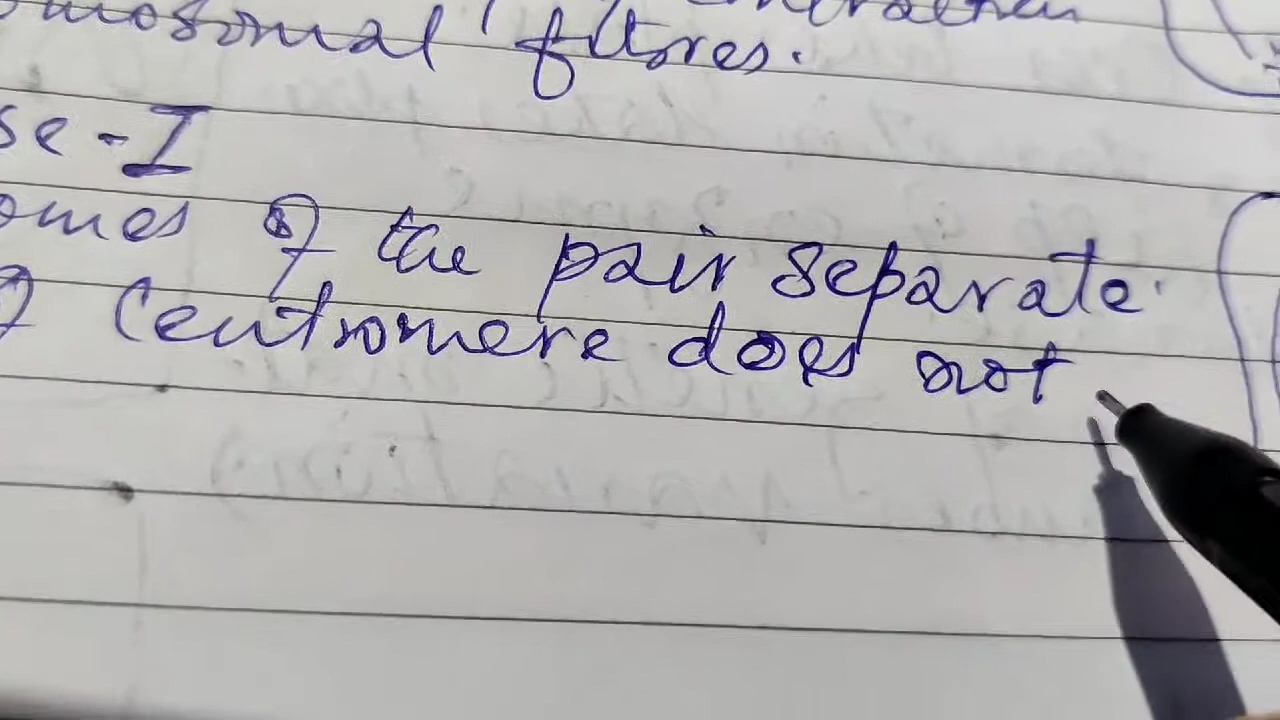 fibres.
se-I
omes of the pair separate.
Centromere does not